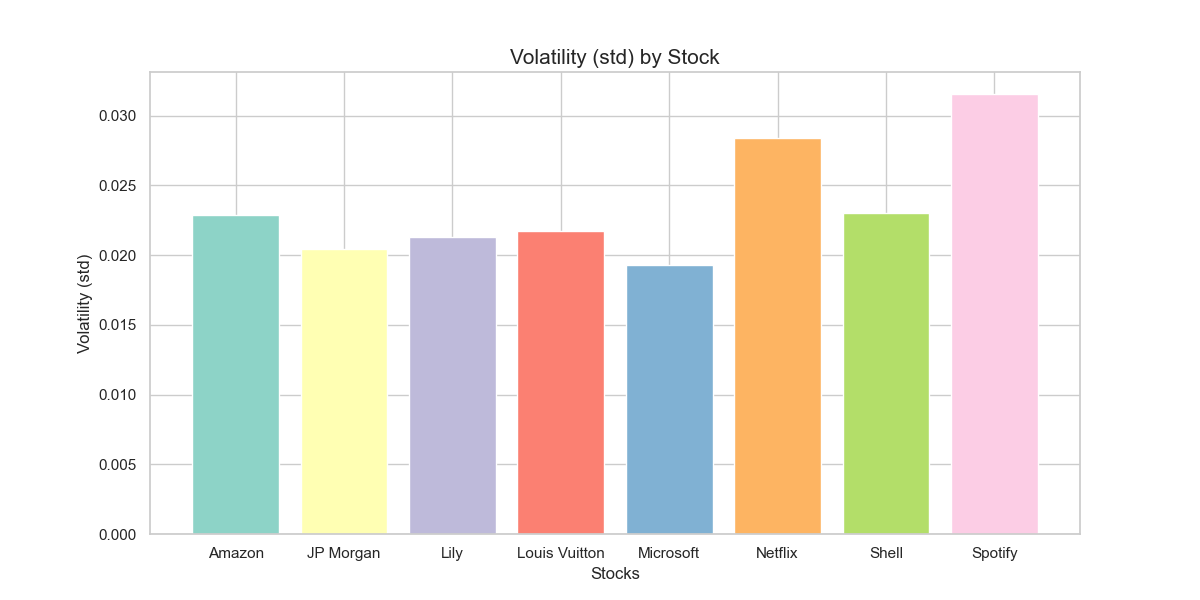 Volatility (std) by Stock
0.030
0.025
0.020
0.015
0.010
0.005
0.000
Volatility (std)
Amazon JP Morgan Lily Louis Vuitton Microsoft Netflix Shell Spotify
Stocks